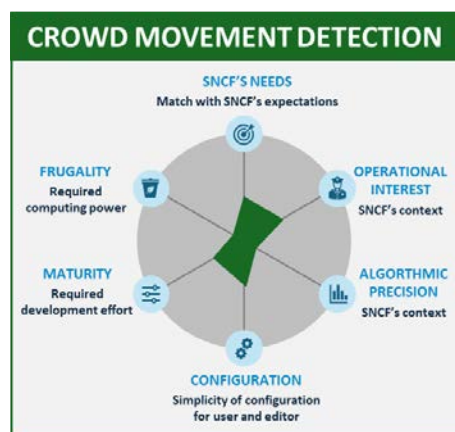 CROWD MOVEMENT DETECTION
SNCF'S NEEDS
Match with SNCF's expectations
FRUGALITY
Required
computing power
OPERATIONAL
INTEREST
SNCF's context
MATURITY
Required
development effort
ALGORTHMIC
PRECISION
SNCF's context
CONFIGURATION
Simplicity of configuration
for user and editor